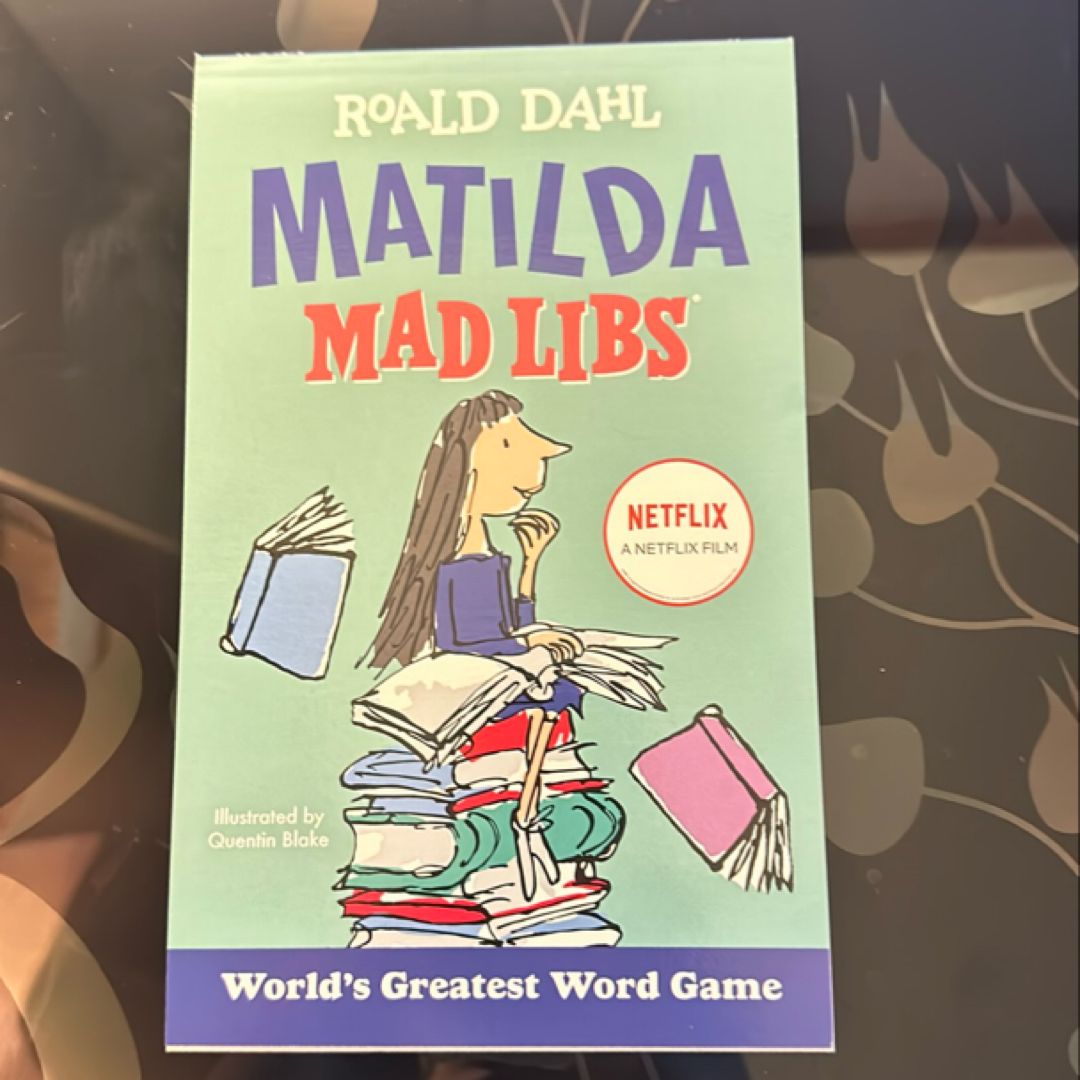 ROALD DAHL
MATILDA
MAD LIBS®
NETFLIX
A NETFLIX FILM
Illustrated by
Quentin Blake
World's Greatest Word Game